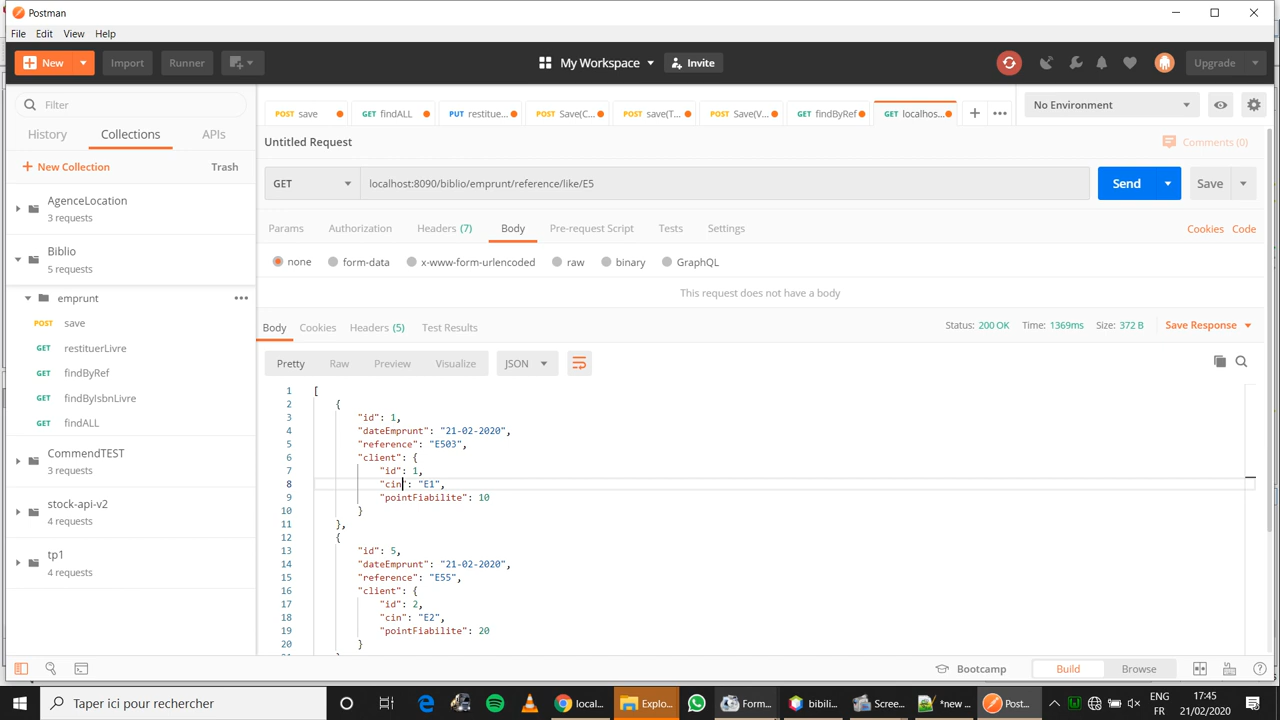 Postman
File Edit View Help
New Import Runner My Workspace Invite Upgrade
Filter
History Collections APIs
New Collection Trash
AgenceLocation
3 requests
Biblio
5 requests
emprunt
POST save
GET restituerLivre
GET findByRef
GET findByIsbnLivre
GET findALL
CommendTEST
3 requests
stock-api-v2
4 requests
tp1
4 requests
POST save GET findALL PUT restitue... POST Save(C... POST save(T... POST Save(V... GET findByRef GET localhos... No Environment
Untitled Request Comments (0)
GET localhost:8090/biblio/emprunt/reference/like/E5 Send Save
Params Authorization Headers (7) Body Pre-request Script Tests Settings Cookies Code
none form-data x-www-form-urlencoded raw binary GraphQL
This request does not have a body
Body Cookies Headers (5) Test Results Status: 200 OK Time: 1369ms Size: 372 B Save Response
Pretty Raw Preview Visualize JSON
1 [
2 {
3 "id": 1,
4 "dateEmprunt": "21-02-2020",
5 "reference": "E503",
6 "client": {
7 "id": 1,
8 "cin": "E1",
9 "pointFiabilite": 10
10 }
11 },
12 {
13 "id": 5,
14 "dateEmprunt": "21-02-2020",
15 "reference": "E55",
16 "client": {
17 "id": 2,
18 "cin": "E2",
19 "pointFiabilite": 20
20 }
Bootcamp Build Browse
Taper ici pour rechercher local... Explo... Form... bibili... Scree... *new ... Post... ENG FR 17:45 21/02/2020